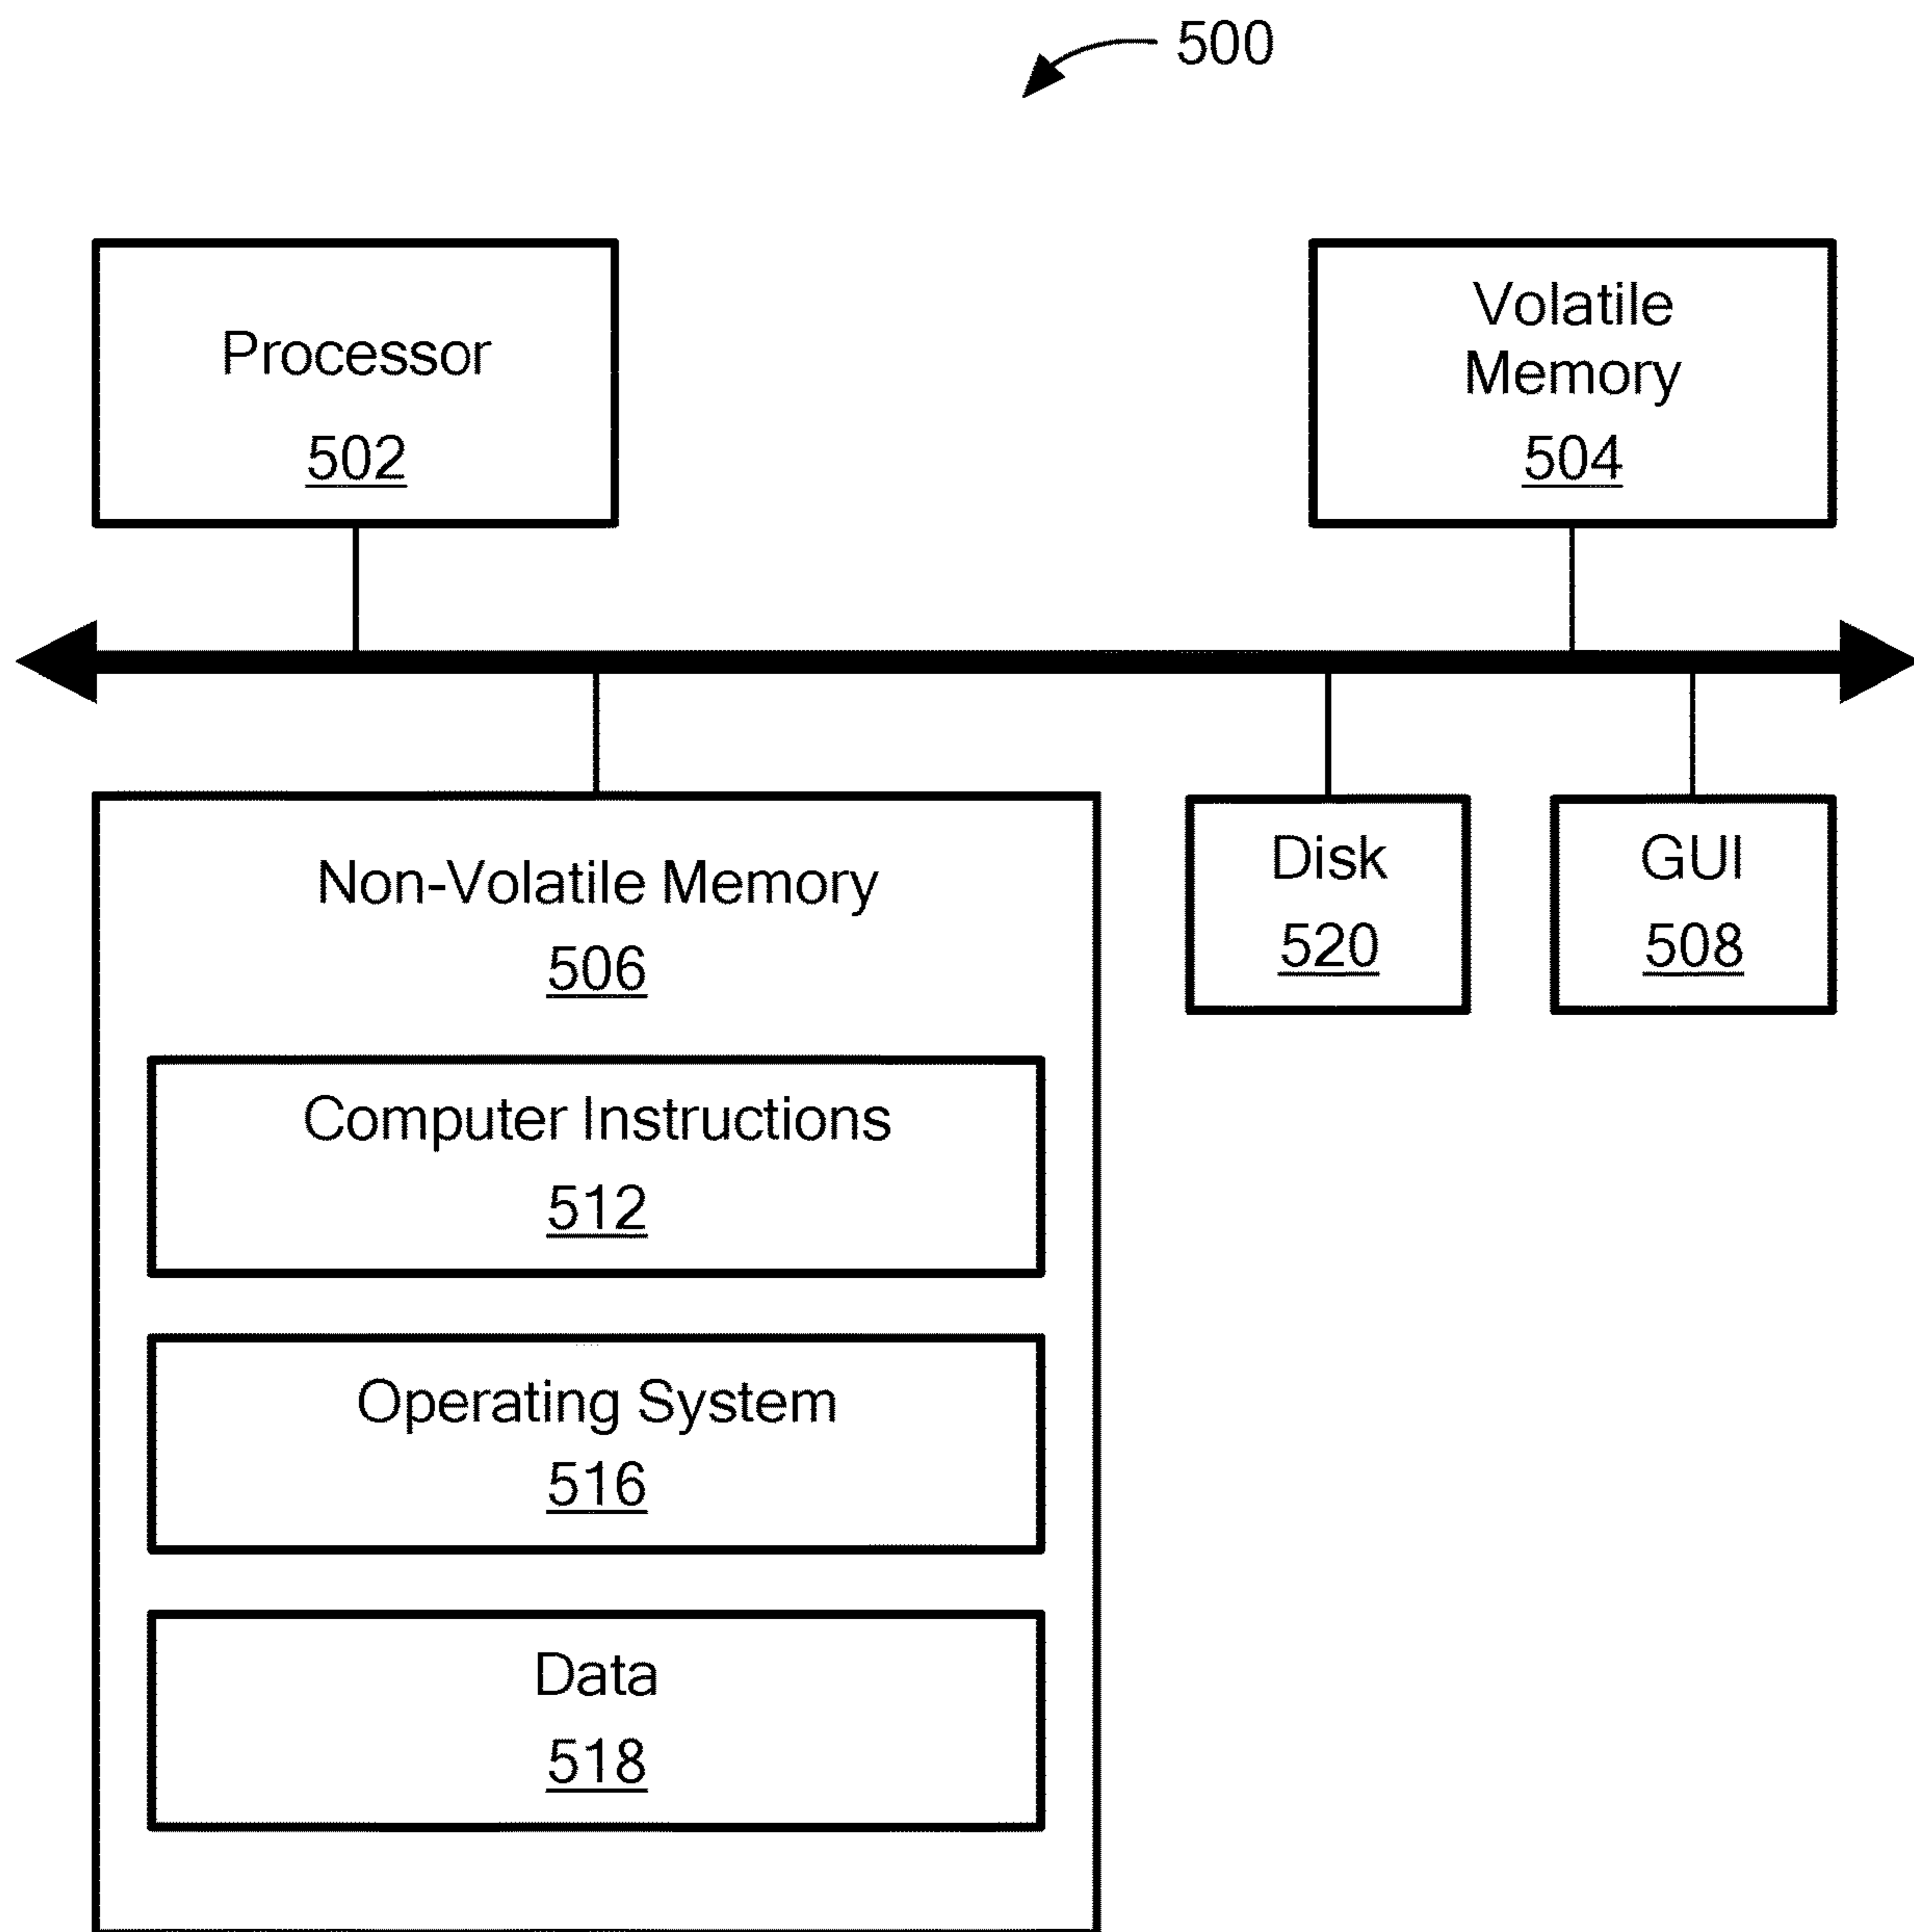 500
Processor
502
Volatile
Memory
504
Non-Volatile Memory
506
Disk
520
GUI
508
Computer Instructions
512
Operating System
516
Data
518